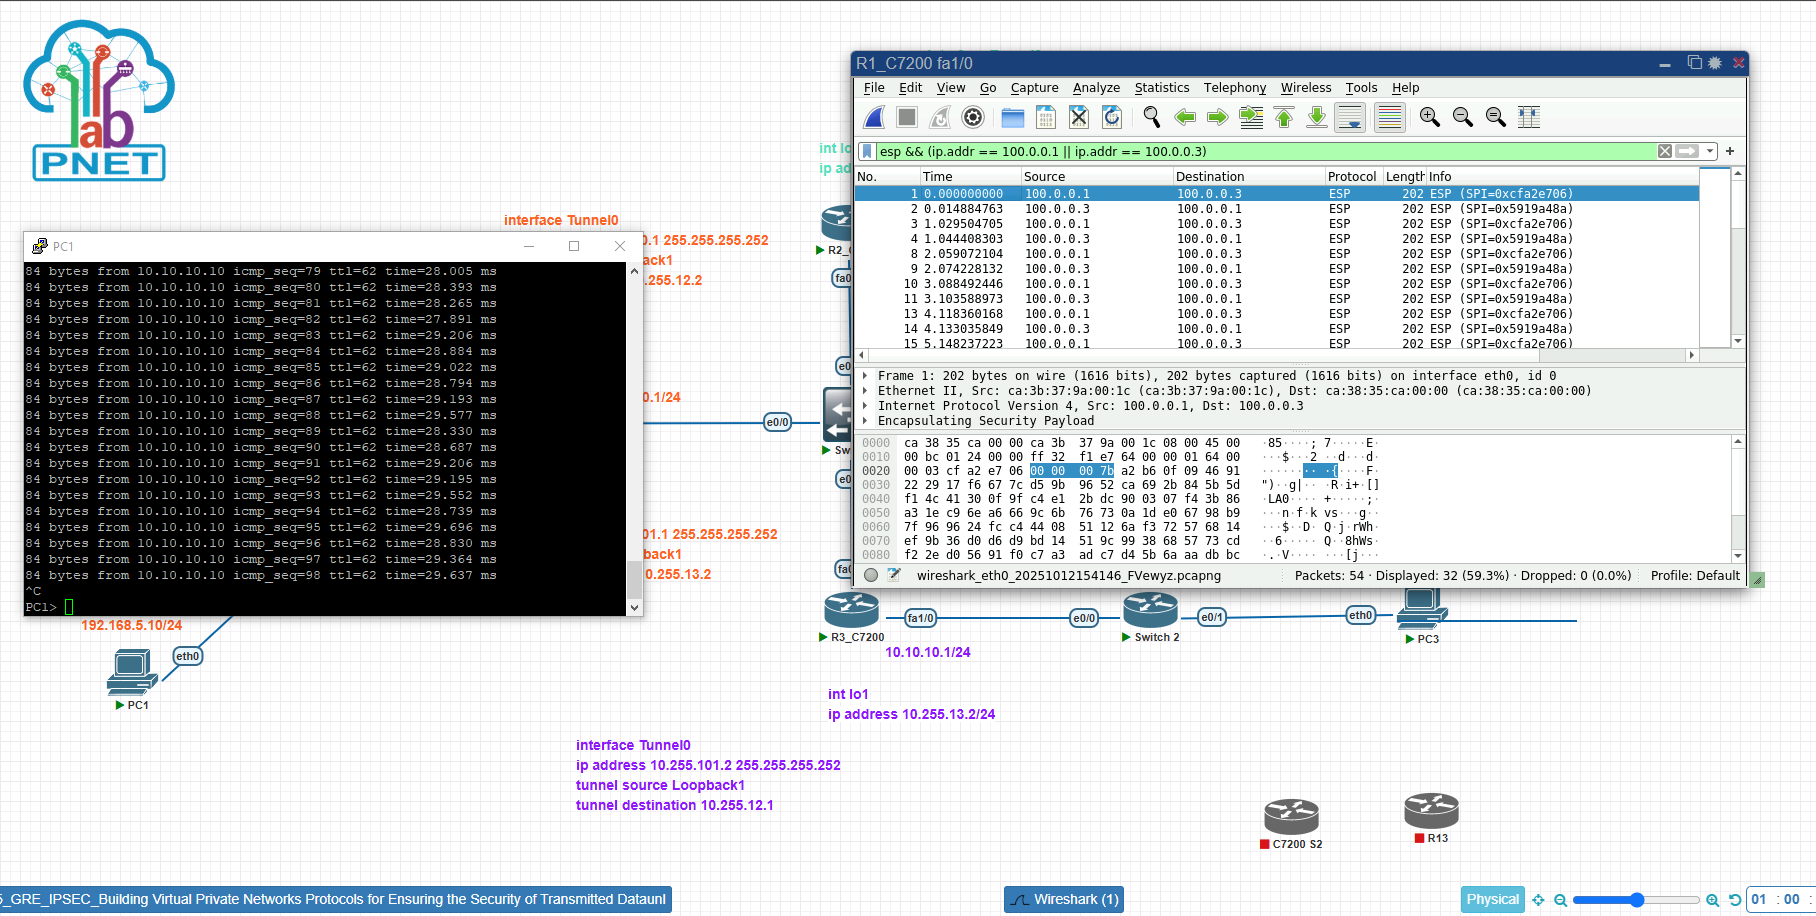 lab
PNET
interface Tunnel0
0.1 255.255.255.252
ack1
.255.12.2
int lo
ip ad
R2_
fa0
e0
0.1/24
e0/0
Sw
e0
01.1 255.255.255.252
back1
0.255.13.2
fa0
PC1
84 bytes from 10.10.10.10 icmp_seq=79 ttl=62 time=28.005 ms
84 bytes from 10.10.10.10 icmp_seq=80 ttl=62 time=28.393 ms
84 bytes from 10.10.10.10 icmp_seq=81 ttl=62 time=28.265 ms
84 bytes from 10.10.10.10 icmp_seq=82 ttl=62 time=27.891 ms
84 bytes from 10.10.10.10 icmp_seq=83 ttl=62 time=29.206 ms
84 bytes from 10.10.10.10 icmp_seq=84 ttl=62 time=28.884 ms
84 bytes from 10.10.10.10 icmp_seq=85 ttl=62 time=29.022 ms
84 bytes from 10.10.10.10 icmp_seq=86 ttl=62 time=28.794 ms
84 bytes from 10.10.10.10 icmp_seq=87 ttl=62 time=29.193 ms
84 bytes from 10.10.10.10 icmp_seq=88 ttl=62 time=29.577 ms
84 bytes from 10.10.10.10 icmp_seq=89 ttl=62 time=28.330 ms
84 bytes from 10.10.10.10 icmp_seq=90 ttl=62 time=28.687 ms
84 bytes from 10.10.10.10 icmp_seq=91 ttl=62 time=29.206 ms
84 bytes from 10.10.10.10 icmp_seq=92 ttl=62 time=29.195 ms
84 bytes from 10.10.10.10 icmp_seq=93 ttl=62 time=29.552 ms
84 bytes from 10.10.10.10 icmp_seq=94 ttl=62 time=28.739 ms
84 bytes from 10.10.10.10 icmp_seq=95 ttl=62 time=29.696 ms
84 bytes from 10.10.10.10 icmp_seq=96 ttl=62 time=28.830 ms
84 bytes from 10.10.10.10 icmp_seq=97 ttl=62 time=29.364 ms
84 bytes from 10.10.10.10 icmp_seq=98 ttl=62 time=29.637 ms
^C
PC1>
R1_C7200 fa1/0
File Edit View Go Capture Analyze Statistics Telephony Wireless Tools Help
esp && (ip.addr == 100.0.0.1 || ip.addr == 100.0.0.3)
No. Time Source Destination Protocol Length Info
1 0.000000000 100.0.0.1 100.0.0.3 ESP 202 ESP (SPI=0xcfa2e706)
2 0.014884763 100.0.0.3 100.0.0.1 ESP 202 ESP (SPI=0x5919a48a)
3 1.029504705 100.0.0.1 100.0.0.3 ESP 202 ESP (SPI=0xcfa2e706)
4 1.044408303 100.0.0.3 100.0.0.1 ESP 202 ESP (SPI=0x5919a48a)
8 2.059072104 100.0.0.1 100.0.0.3 ESP 202 ESP (SPI=0xcfa2e706)
9 2.074228132 100.0.0.3 100.0.0.1 ESP 202 ESP (SPI=0x5919a48a)
10 3.088492446 100.0.0.1 100.0.0.3 ESP 202 ESP (SPI=0xcfa2e706)
11 3.103588973 100.0.0.3 100.0.0.1 ESP 202 ESP (SPI=0x5919a48a)
13 4.118360168 100.0.0.1 100.0.0.3 ESP 202 ESP (SPI=0xcfa2e706)
14 4.133035849 100.0.0.3 100.0.0.1 ESP 202 ESP (SPI=0x5919a48a)
15 5.148237223 100.0.0.1 100.0.0.3 ESP 202 ESP (SPI=0xcfa2e706)
Frame 1: 202 bytes on wire (1616 bits), 202 bytes captured (1616 bits) on interface eth0, id 0
Ethernet II, Src: ca:3b:37:9a:00:1c (ca:3b:37:9a:00:1c), Dst: ca:38:35:ca:00:00 (ca:38:35:ca:00:00)
Internet Protocol Version 4, Src: 100.0.0.1, Dst: 100.0.0.3
Encapsulating Security Payload
0000 ca 38 35 ca 00 00 ca 3b 37 9a 00 1c 08 00 45 00 ·85····; 7·····E·
0010 00 bc 01 24 00 00 ff 32 f1 e7 64 00 00 01 64 00 ···$···2 ··d···d·
0020 00 03 cf a2 e7 06 00 00 00 7b a2 b6 0f 09 46 91 ········ ·{····F·
0030 22 29 17 f6 67 7c d5 9b 96 52 ca 69 2b 84 5b 5d ")··g|·· ·R·i+·[]
0040 f1 4c 41 30 0f 9f c4 e1 2b dc 90 03 07 f4 3b 86 ·LA0···· +·····;·
a3 1e c9 6e a6 66 9c 6b 76 73 0a 1d e0 67 98 b9 ···n·f·k vs···g··
0060 7f 96 96 24 fc c4 44 08 51 12 6a f3 72 57 68 14 ···$··D· Q·j·rWh·
ef 9b 36 d0 d6 d9 bd 14 51 9c 99 38 68 57 73 cd ··6····· Q··8hWs·
0080 f2 2e d0 56 91 f0 c7 a3 ad c7 d4 5b 6a aa db bc ·.·V···· ···[j···
wireshark_eth0_20251012154146_FVewyz.pcapng Packets: 54 · Displayed: 32 (59.3%) · Dropped: 0 (0.0%) Profile: Default
192.168.5.10/24
eth0
PC1
R3_C7200
fa1/0
e0/0
Switch 2
e0/1
eth0
PC3
10.10.10.1/24
int lo1
ip address 10.255.13.2/24
interface Tunnel0
ip address 10.255.101.2 255.255.255.252
tunnel source Loopback1
tunnel destination 10.255.12.1
C7200 S2
R13
5_GRE_IPSEC_Building Virtual Private Networks Protocols for Ensuring the Security of Transmitted Dataunl
Wireshark (1)
Physical
01 : 00 :